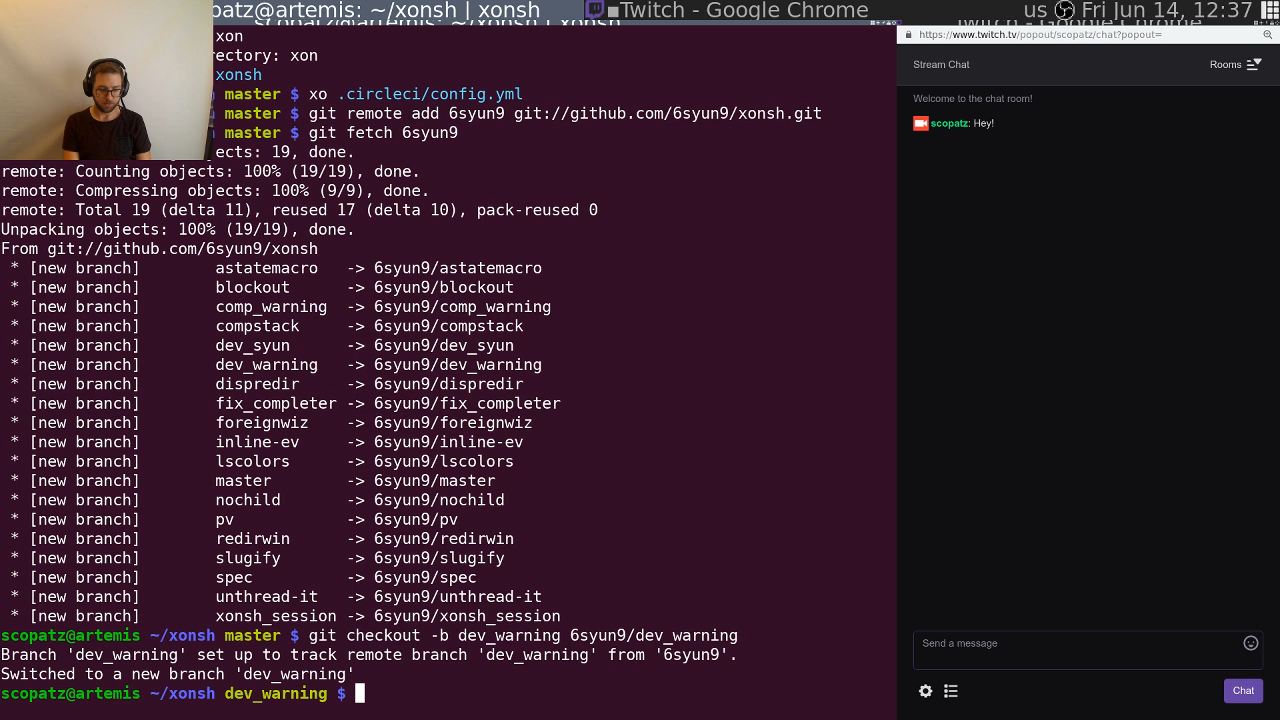 patz@artemis: ~/xonsh | xonsh
Twitch - Google Chrome
us Fri Jun 14, 12:37
xon
rectory: xon
xonsh
master $ xo .circleci/config.yml
master $ git remote add 6syun9 git://github.com/6syun9/xonsh.git
master $ git fetch 6syun9
jects: 19, done.
remote: Counting objects: 100% (19/19), done.
remote: Compressing objects: 100% (9/9), done.
remote: Total 19 (delta 11), reused 17 (delta 10), pack-reused 0
Unpacking objects: 100% (19/19), done.
From git://github.com/6syun9/xonsh
* [new branch] astatemacro -> 6syun9/astatemacro
* [new branch] blockout -> 6syun9/blockout
* [new branch] comp_warning -> 6syun9/comp_warning
* [new branch] compstack -> 6syun9/compstack
* [new branch] dev_syun -> 6syun9/dev_syun
* [new branch] dev_warning -> 6syun9/dev_warning
* [new branch] dispredir -> 6syun9/dispredir
* [new branch] fix_completer -> 6syun9/fix_completer
* [new branch] foreignwiz -> 6syun9/foreignwiz
* [new branch] inline-ev -> 6syun9/inline-ev
* [new branch] lscolors -> 6syun9/lscolors
* [new branch] master -> 6syun9/master
* [new branch] nochild -> 6syun9/nochild
* [new branch] pv -> 6syun9/pv
* [new branch] redirwin -> 6syun9/redirwin
* [new branch] slugify -> 6syun9/slugify
* [new branch] spec -> 6syun9/spec
* [new branch] unthread-it -> 6syun9/unthread-it
* [new branch] xonsh_session -> 6syun9/xonsh_session
scopatz@artemis ~/xonsh master $ git checkout -b dev_warning 6syun9/dev_warning
Branch 'dev_warning' set up to track remote branch 'dev_warning' from '6syun9'.
Switched to a new branch 'dev_warning'
scopatz@artemis ~/xonsh dev_warning $
https://www.twitch.tv/popout/scopatz/chat?popout=
Stream Chat
Rooms
Welcome to the chat room!
scopatz: Hey!
Send a message
Chat